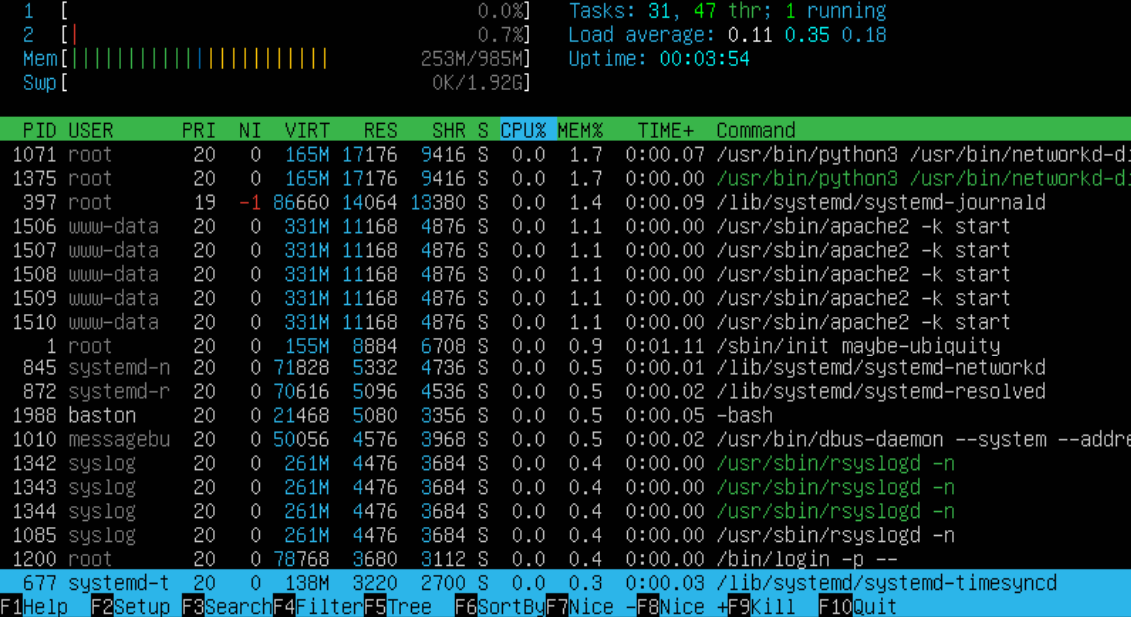 1 [ 0.0%] Tasks: 31, 47 thr; 1 running
2 [| 0.7%] Load average: 0.11 0.35 0.18
Mem[||||||||||||||||||||||| 253M/985M] Uptime: 00:03:54
Swp[ 0K/1.92G]
PID USER PRI NI VIRT RES SHR S CPU% MEM% TIME+ Command
1071 root 20 0 165M 17176 9416 S 0.0 1.7 0:00.07 /usr/bin/python3 /usr/bin/networkd-di
1375 root 20 0 165M 17176 9416 S 0.0 1.7 0:00.00 /usr/bin/python3 /usr/bin/networkd-di
397 root 19 -1 86660 14064 13380 S 0.0 1.4 0:00.09 /lib/systemd/systemd-journald
1506 www-data 20 0 331M 11168 4876 S 0.0 1.1 0:00.00 /usr/sbin/apache2 -k start
1507 www-data 20 0 331M 11168 4876 S 0.0 1.1 0:00.00 /usr/sbin/apache2 -k start
1508 www-data 20 0 331M 11168 4876 S 0.0 1.1 0:00.00 /usr/sbin/apache2 -k start
1509 www-data 20 0 331M 11168 4876 S 0.0 1.1 0:00.00 /usr/sbin/apache2 -k start
1510 www-data 20 0 331M 11168 4876 S 0.0 1.1 0:00.00 /usr/sbin/apache2 -k start
1 root 20 0 155M 8884 6708 S 0.0 0.9 0:01.11 /sbin/init maybe-ubiquity
845 systemd-n 20 0 71828 5332 4736 S 0.0 0.5 0:00.01 /lib/systemd/systemd-networkd
872 systemd-r 20 0 70616 5096 4536 S 0.0 0.5 0:00.02 /lib/systemd/systemd-resolved
1988 baston 20 0 21468 5080 3356 S 0.0 0.5 0:00.05 -bash
1010 messagebu 20 0 50056 4576 3968 S 0.0 0.5 0:00.02 /usr/bin/dbus-daemon --system --addre
1342 syslog 20 0 261M 4476 3684 S 0.0 0.4 0:00.00 /usr/sbin/rsyslogd -n
1343 syslog 20 0 261M 4476 3684 S 0.0 0.4 0:00.00 /usr/sbin/rsyslogd -n
1344 syslog 20 0 261M 4476 3684 S 0.0 0.4 0:00.00 /usr/sbin/rsyslogd -n
1085 syslog 20 0 261M 4476 3684 S 0.0 0.4 0:00.00 /usr/sbin/rsyslogd -n
1200 root 20 0 78768 3680 3112 S 0.0 0.4 0:00.00 /bin/login -p --
677 systemd-t 20 0 138M 3220 2700 S 0.0 0.3 0:00.03 /lib/systemd/systemd-timesyncd
F1Help F2Setup F3SearchF4FilterF5Tree F6SortByF7Nice -F8Nice +F9Kill F10Quit